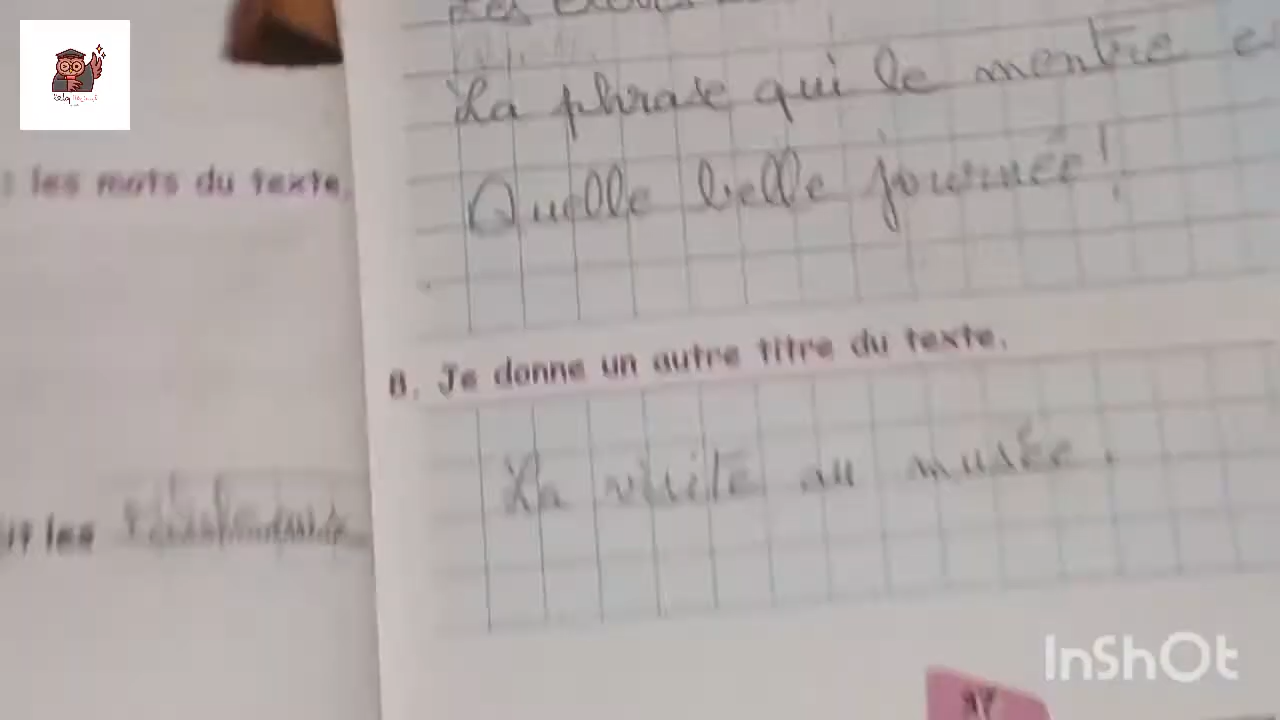 La phrase qui le montre e
Quelle belle journée!
les mots du texte.
8. Je donne un autre titre du texte.
La visite au musée.
it les
InShOt
97